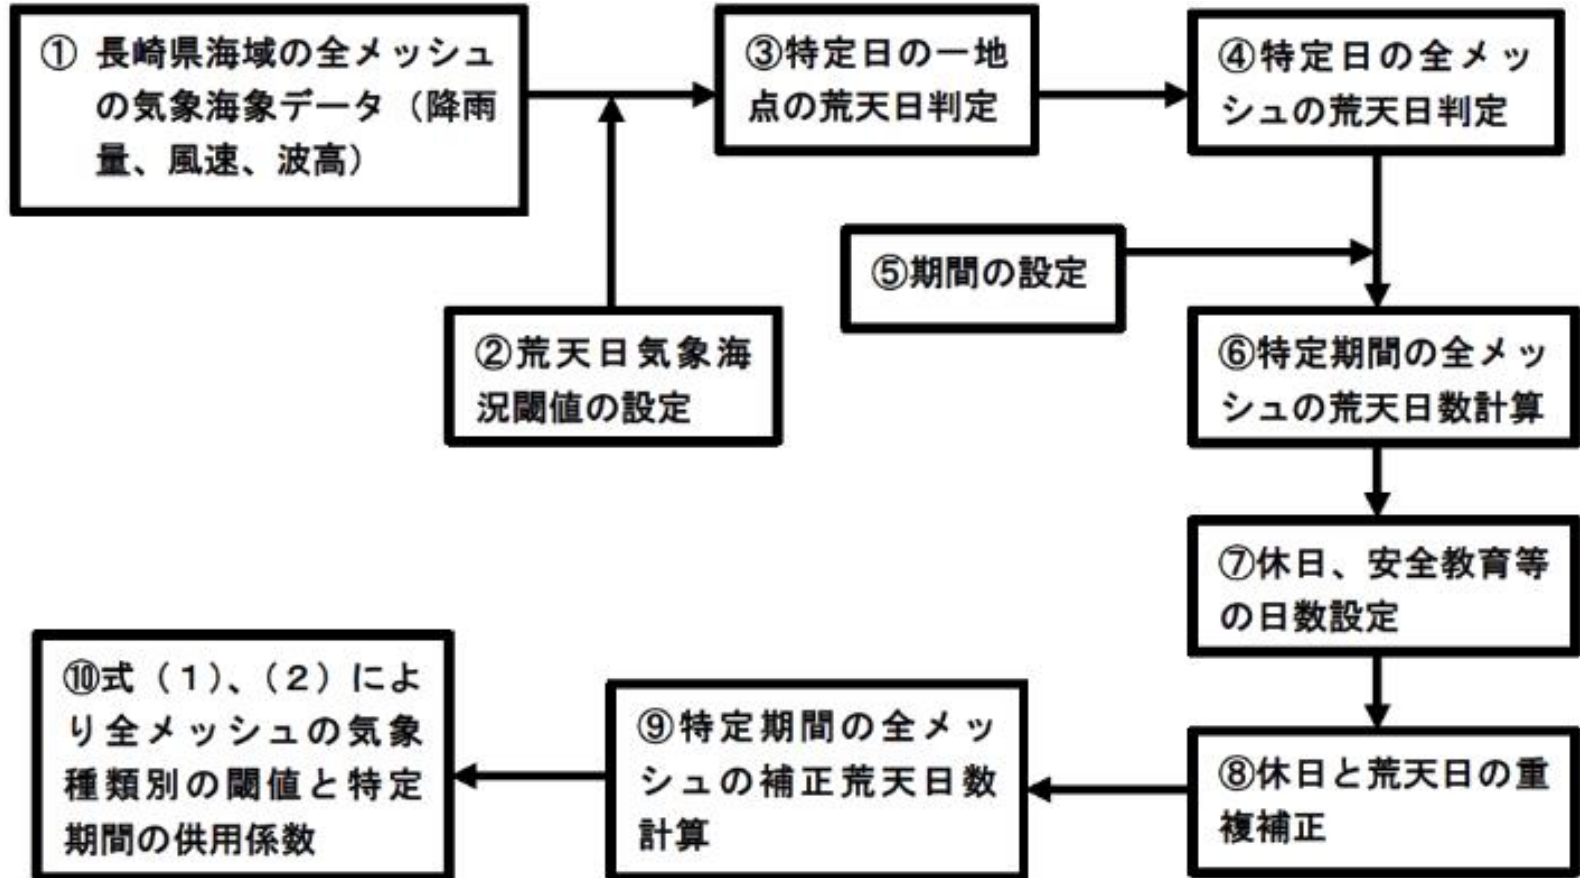 ① 長崎県海域の全メッシュ
の気象海象データ（降雨
量、風速、波高）
②荒天日気象海
況閾値の設定
③特定日の一地
点の荒天日判定
④特定日の全メッ
シュの荒天日判定
⑤期間の設定
⑥特定期間の全メッ
シュの荒天日数計算
⑦休日、安全教育等
の日数設定
⑧休日と荒天日の重
複補正
⑨特定期間の全メッ
シュの補正荒天日数
計算
⑩式（１）、（２）によ
り全メッシュの気象
種類別の閾値と特定
期間の供用係数